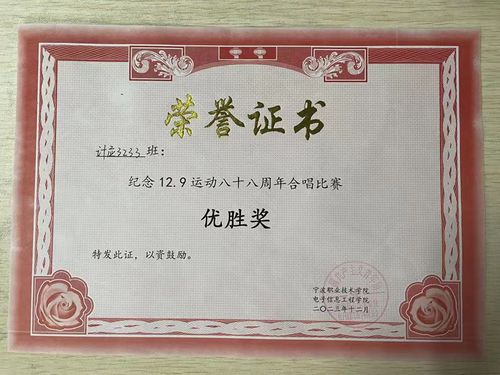 荣誉证书
计应3233班：
纪念12.9运动八十八周年合唱比赛
优胜奖
特发此证，以资鼓励。
宁波职业技术学院
电子信息工程学院
二〇二三年十二月